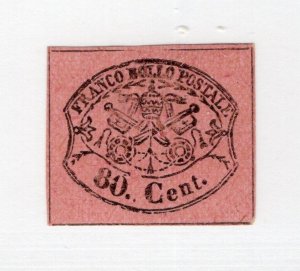 FRANCO BOLLO POSTALE
80. Cent.